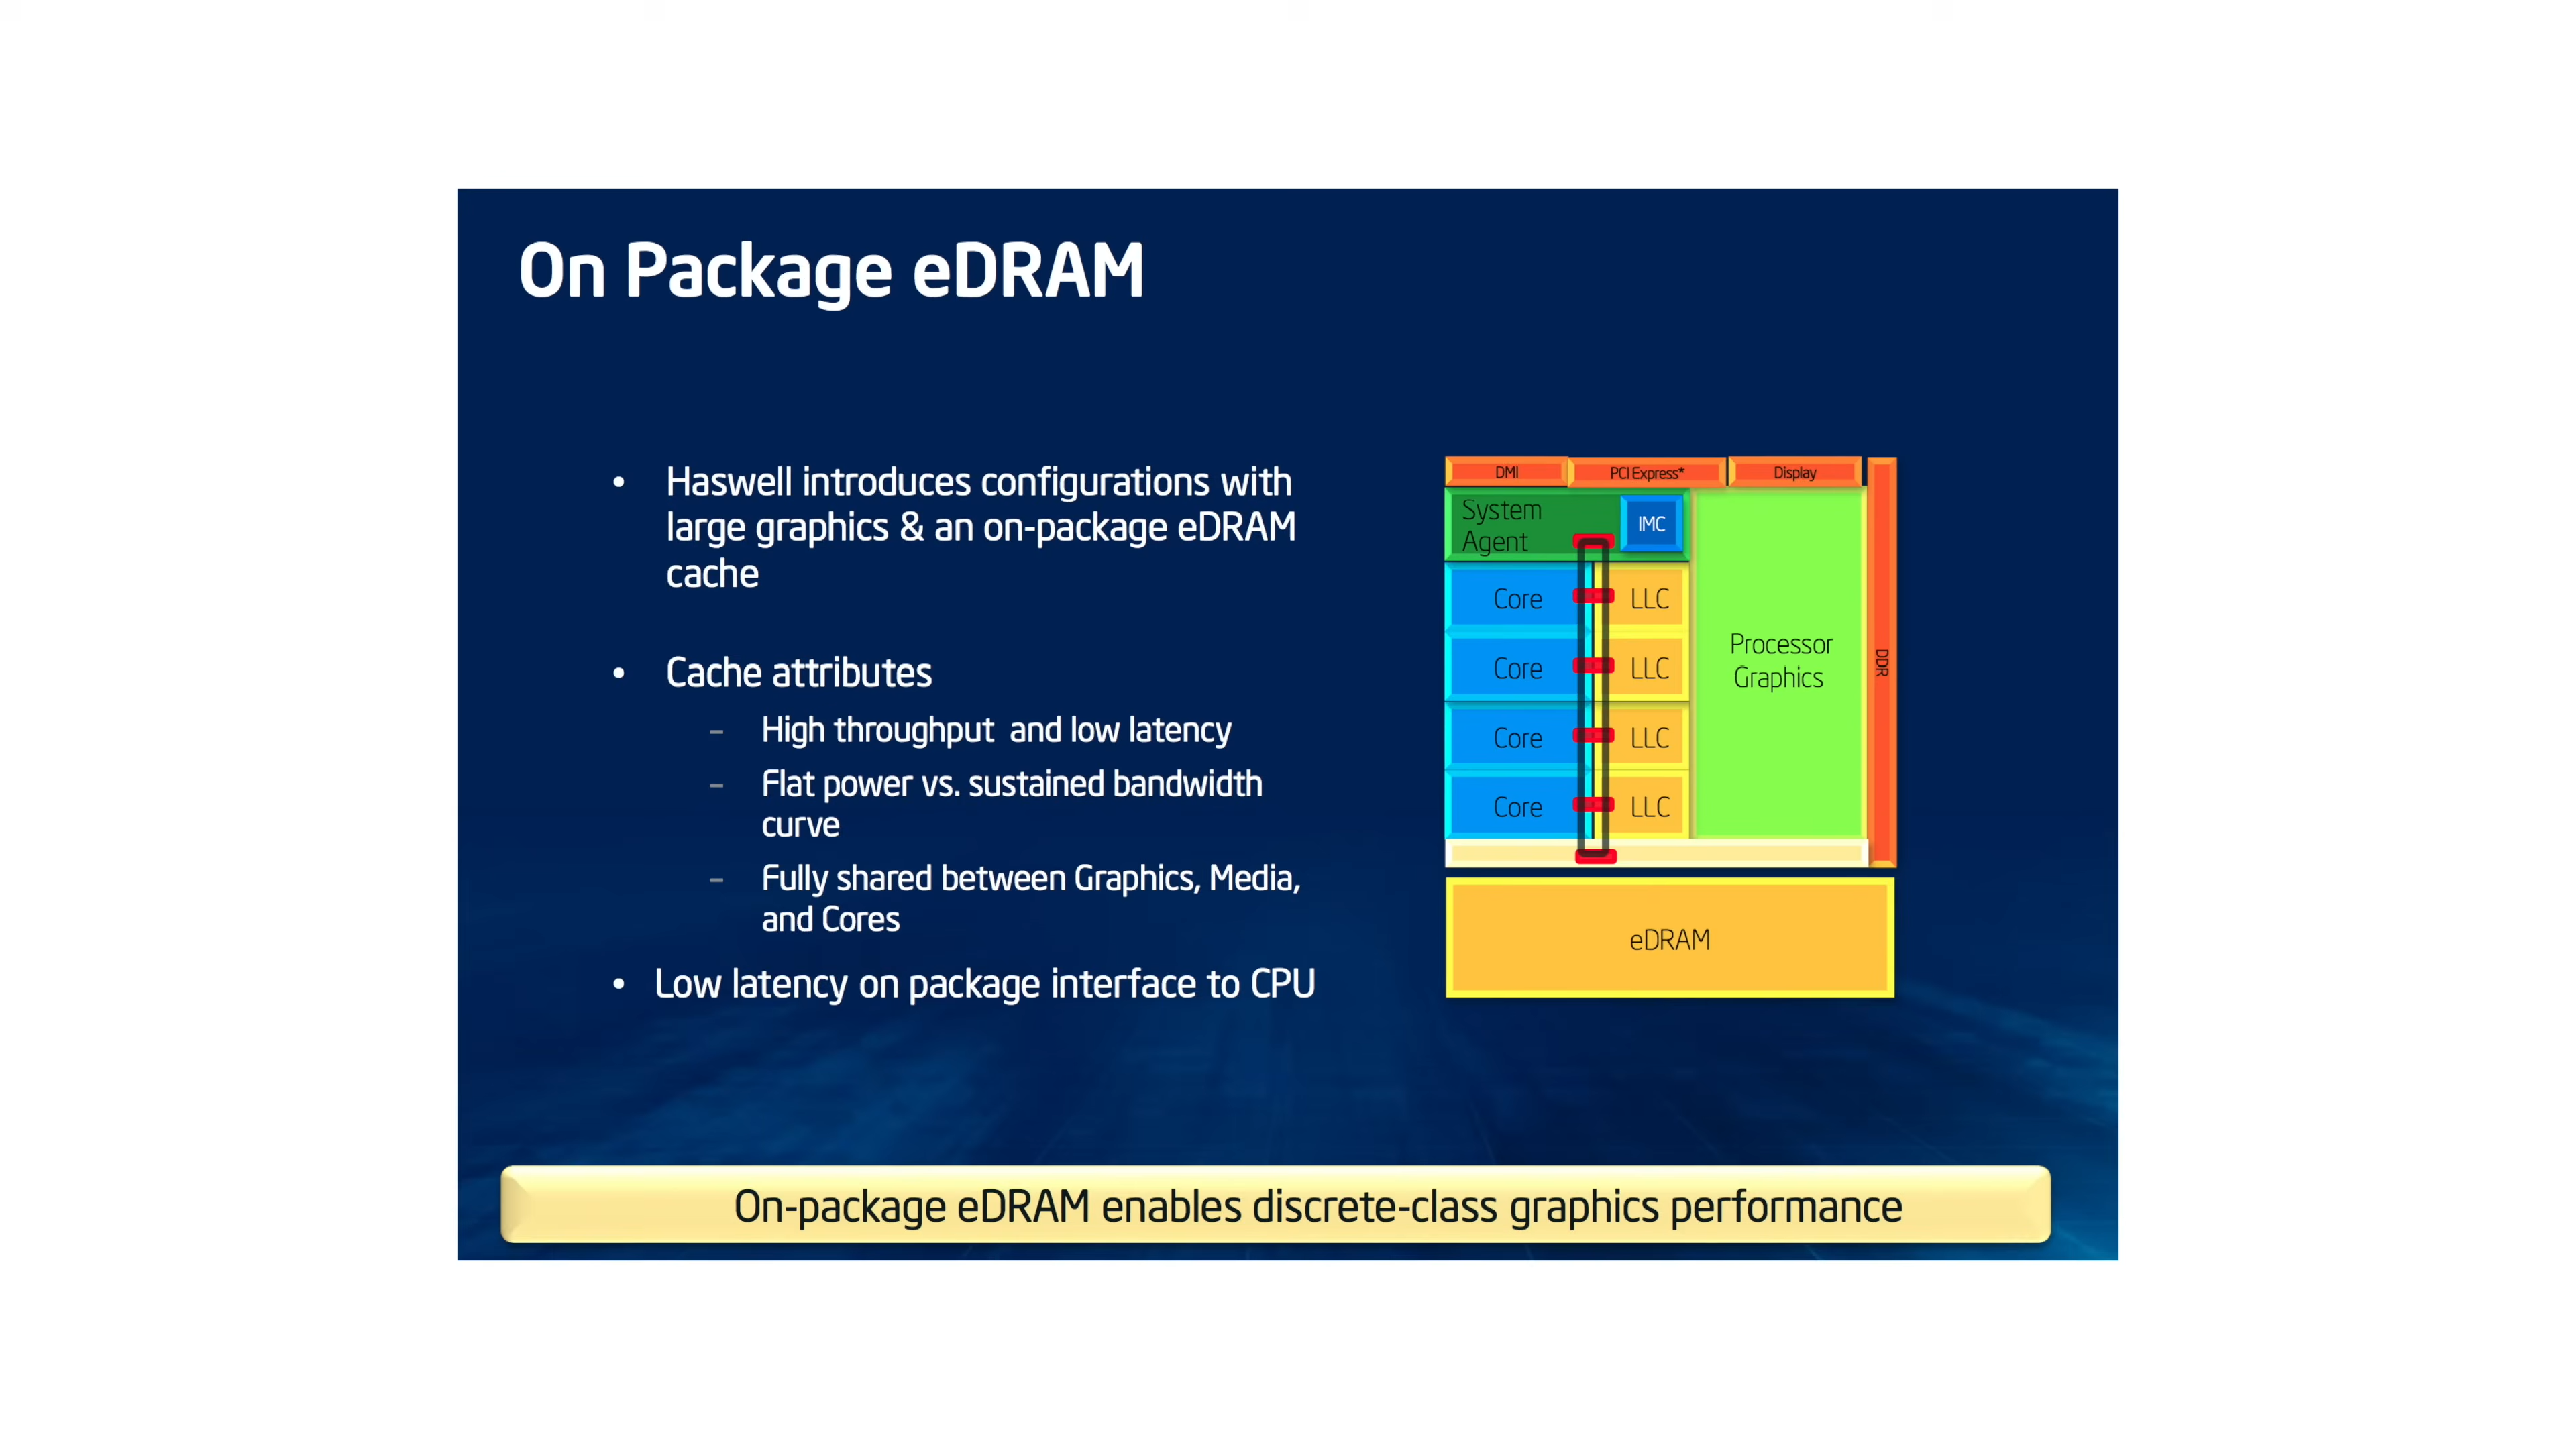 On Package eDRAM
• Haswell introduces configurations with
large graphics & an on-package eDRAM
cache
• Cache attributes
– High throughput and low latency
– Flat power vs. sustained bandwidth
curve
– Fully shared between Graphics, Media,
and Cores
• Low latency on package interface to CPU
DMI
PCI Express*
Display
System
Agent
IMC
Core
LLC
Core
LLC
Core
LLC
Core
LLC
Processor
Graphics
DDR
eDRAM
On-package eDRAM enables discrete-class graphics performance